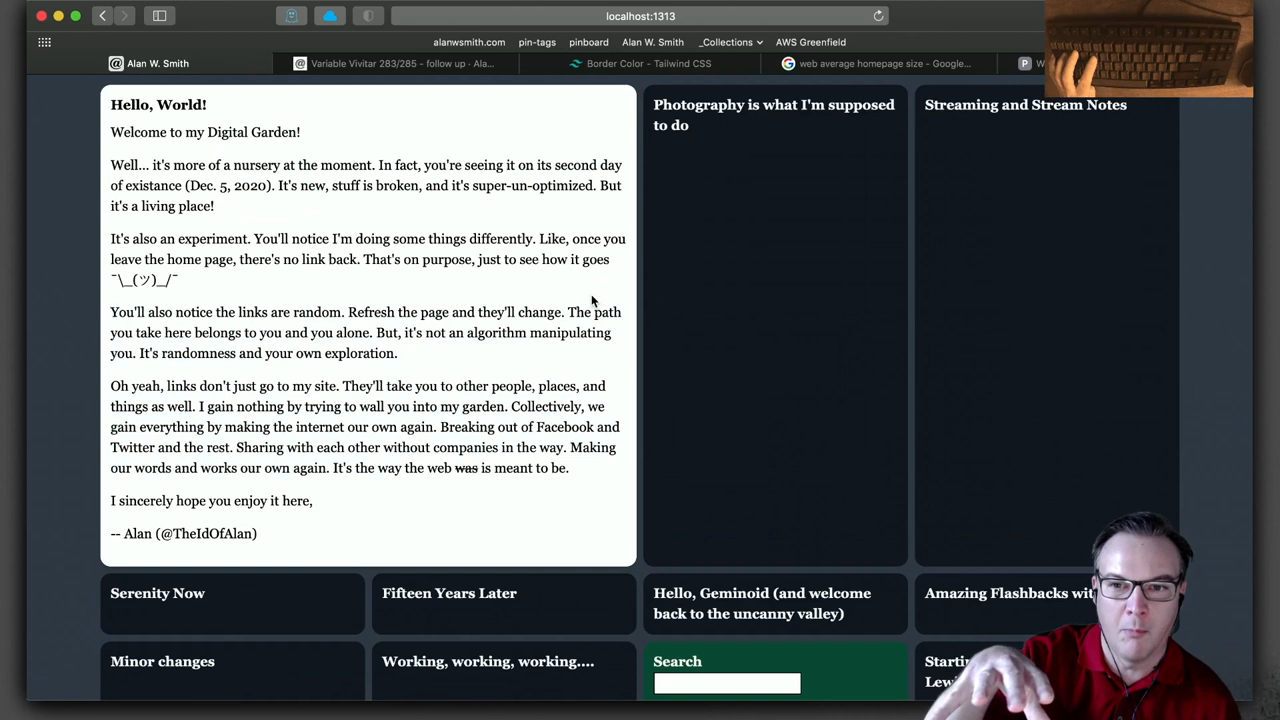 localhost:1313
alanwsmith.com pin-tags pinboard Alan W. Smith _Collections AWS Greenfield
Alan W. Smith
Variable Vivitar 283/285 - follow up · Ala...
Border Color - Tailwind CSS
web average homepage size - Google...
Hello, World!
Welcome to my Digital Garden!
Well... it's more of a nursery at the moment. In fact, you're seeing it on its second day
of existance (Dec. 5, 2020). It's new, stuff is broken, and it's super-un-optimized. But
it's a living place!
It's also an experiment. You'll notice I'm doing some things differently. Like, once you
leave the home page, there's no link back. That's on purpose, just to see how it goes
¯\_(ツ)_/¯
You'll also notice the links are random. Refresh the page and they'll change. The path
you take here belongs to you and you alone. But, it's not an algorithm manipulating
you. It's randomness and your own exploration.
Oh yeah, links don't just go to my site. They'll take you to other people, places, and
things as well. I gain nothing by trying to wall you into my garden. Collectively, we
gain everything by making the internet our own again. Breaking out of Facebook and
Twitter and the rest. Sharing with each other without companies in the way. Making
our words and works our own again. It's the way the web was is meant to be.
I sincerely hope you enjoy it here,
-- Alan (@TheIdOfAlan)
Photography is what I'm supposed
to do
Streaming and Stream Notes
Serenity Now
Fifteen Years Later
Hello, Geminoid (and welcome
back to the uncanny valley)
Amazing Flashbacks
Minor changes
Working, working, working....
Search